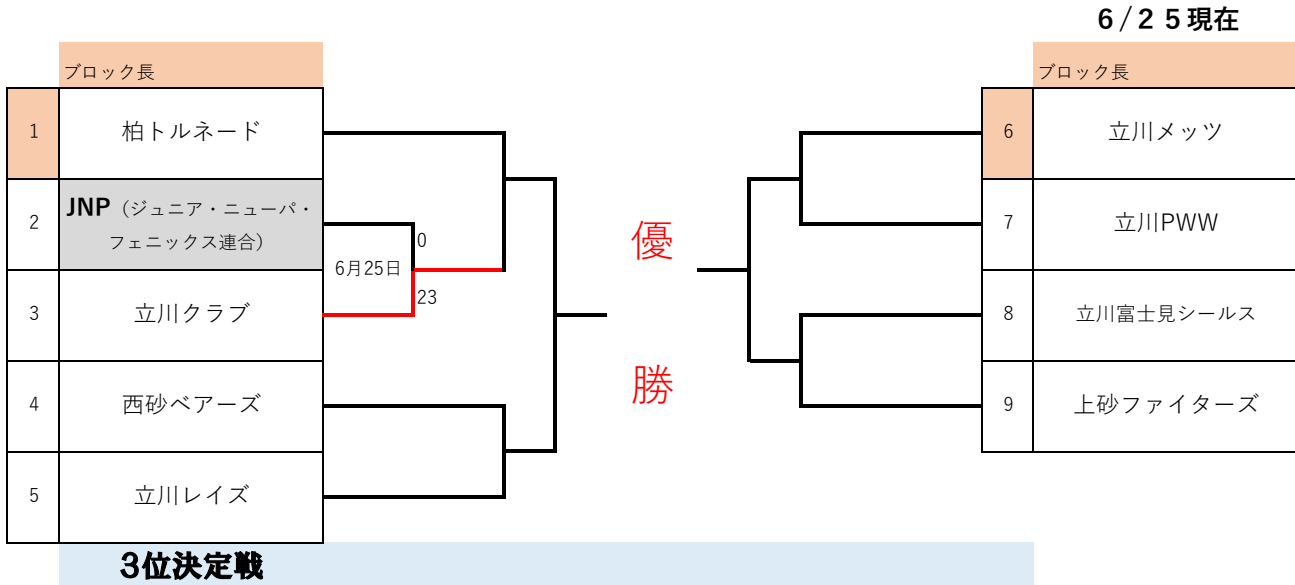 6/２５現在
ブロック長
ブロック長
1
柏トルネード
6
立川メッツ
2
JNP（ジュニア・ニューパ・
フェニックス連合）
0
7
立川PWW
優
6月25日
23
3
立川クラブ
8
立川富士見シールス
勝
4
西砂ベアーズ
9
上砂ファイターズ
5
立川レイズ
3位決定戦